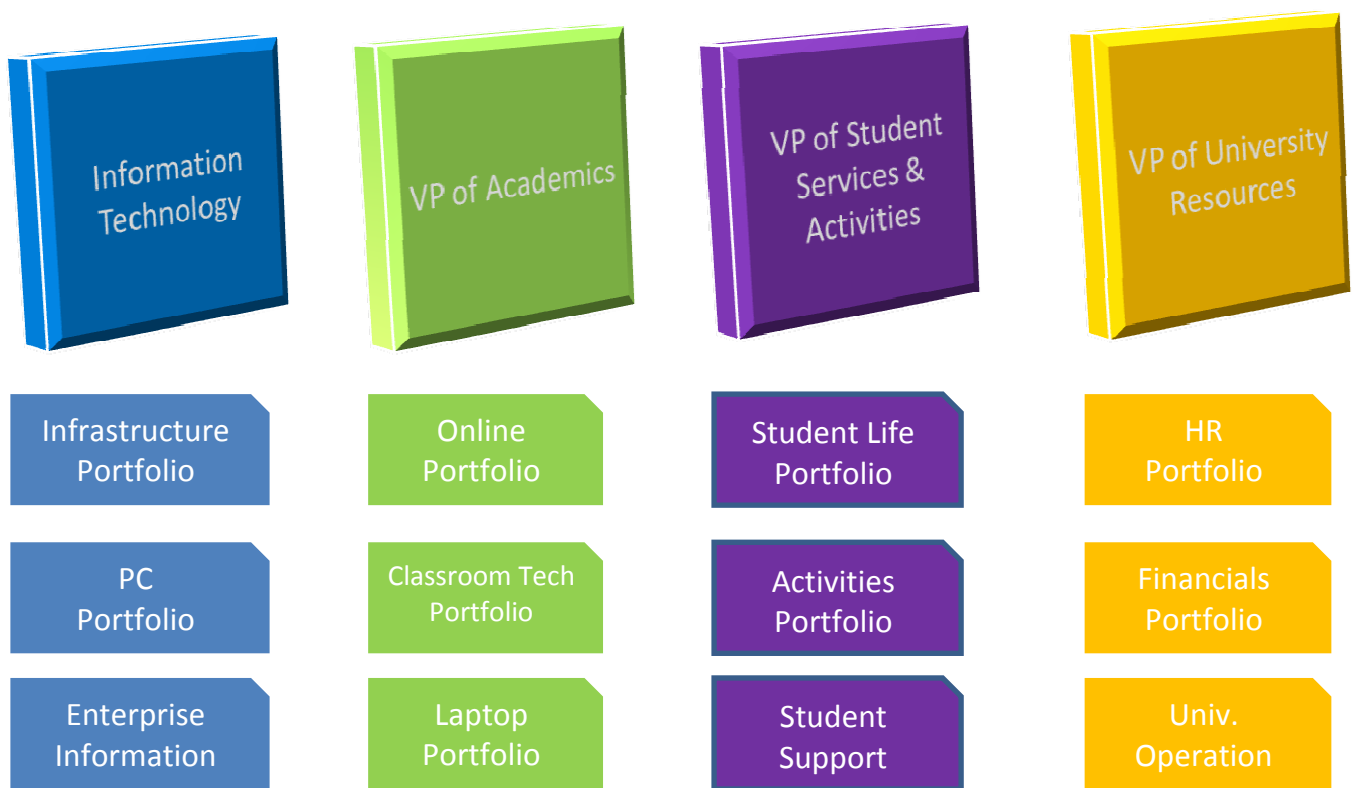 Information
Technology
VP of Academics
VP of Student
Services &
Activities
VP of University
Resources
Infrastructure
Portfolio
Online
Portfolio
Student Life
Portfolio
HR
Portfolio
PC
Portfolio
Classroom Tech
Portfolio
Activities
Portfolio
Financials
Portfolio
Enterprise
Information
Laptop
Portfolio
Student
Support
Univ.
Operation